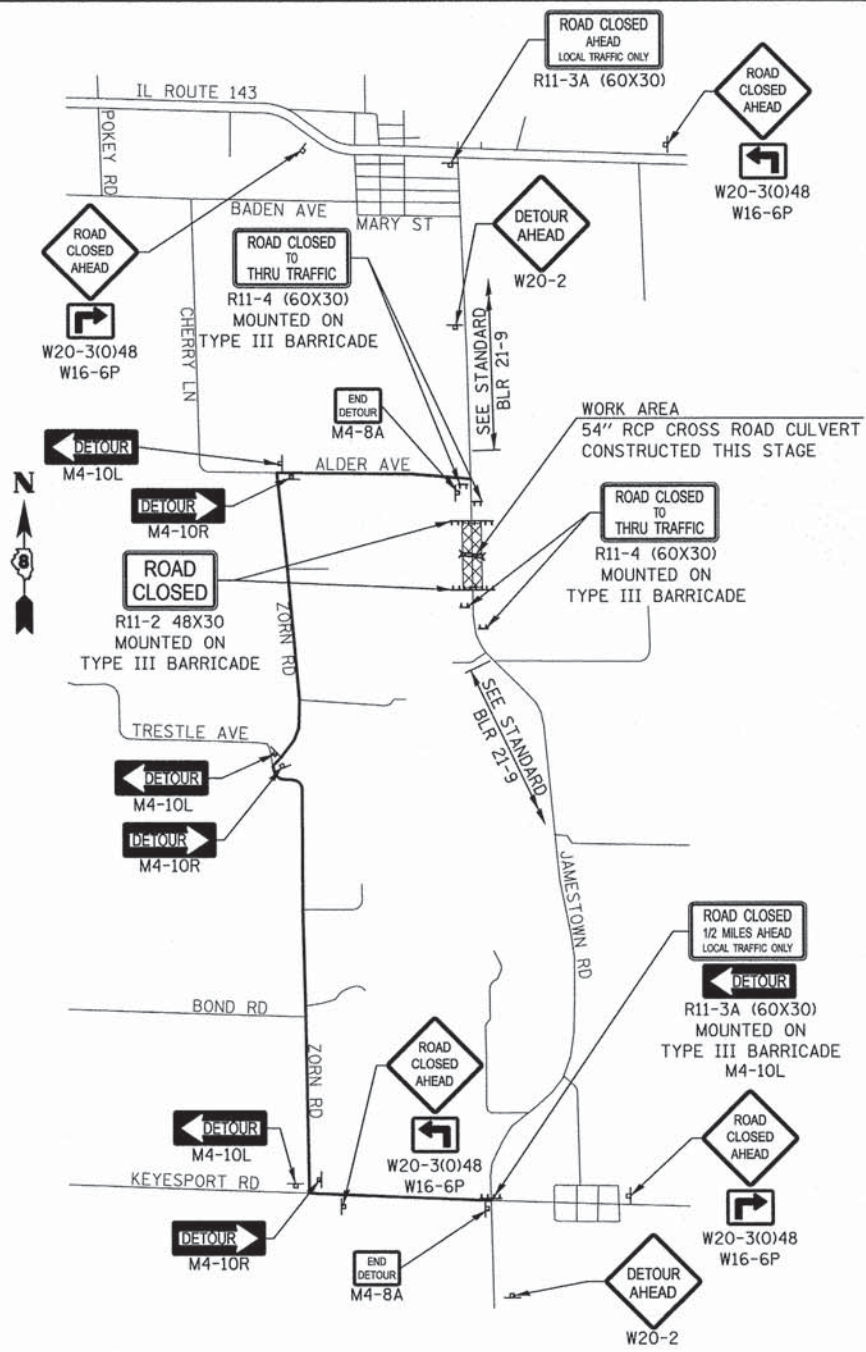 ROAD CLOSED
AHEAD
LOCAL TRAFFIC ONLY
R11-3A (60X30)
ROAD
CLOSED
AHEAD
W20-3(O)48
W16-6P
IL ROUTE 143
POKEY RD
BADEN AVE
MARY ST
DETOUR
AHEAD
W20-2
ROAD
CLOSED
AHEAD
W20-3(O)48
W16-6P
ROAD CLOSED
TO
THRU TRAFFIC
R11-4 (60X30)
MOUNTED ON
TYPE III BARRICADE
CHERRY LN
SEE STANDARD
BLR 21-9
END
DETOUR
M4-8A
WORK AREA
54" RCP CROSS ROAD CULVERT
CONSTRUCTED THIS STAGE
DETOUR
M4-10L
ALDER AVE
N
8
DETOUR
M4-10R
ROAD CLOSED
TO
THRU TRAFFIC
R11-4 (60X30)
MOUNTED ON
TYPE III BARRICADE
ROAD
CLOSED
R11-2 48X30
MOUNTED ON
TYPE III BARRICADE
ZORN RD
TRESTLE AVE
SEE STANDARD
BLR 21-9
DETOUR
M4-10L
DETOUR
M4-10R
JAMESTOWN RD
ROAD CLOSED
1/2 MILES AHEAD
LOCAL TRAFFIC ONLY
DETOUR
R11-3A (60X30)
MOUNTED ON
TYPE III BARRICADE
M4-10L
BOND RD
ZORN RD
ROAD
CLOSED
AHEAD
W20-3(O)48
W16-6P
DETOUR
M4-10L
KEYESPORT RD
ROAD
CLOSED
AHEAD
W20-3(O)48
W16-6P
DETOUR
M4-10R
END
DETOUR
M4-8A
DETOUR
AHEAD
W20-2